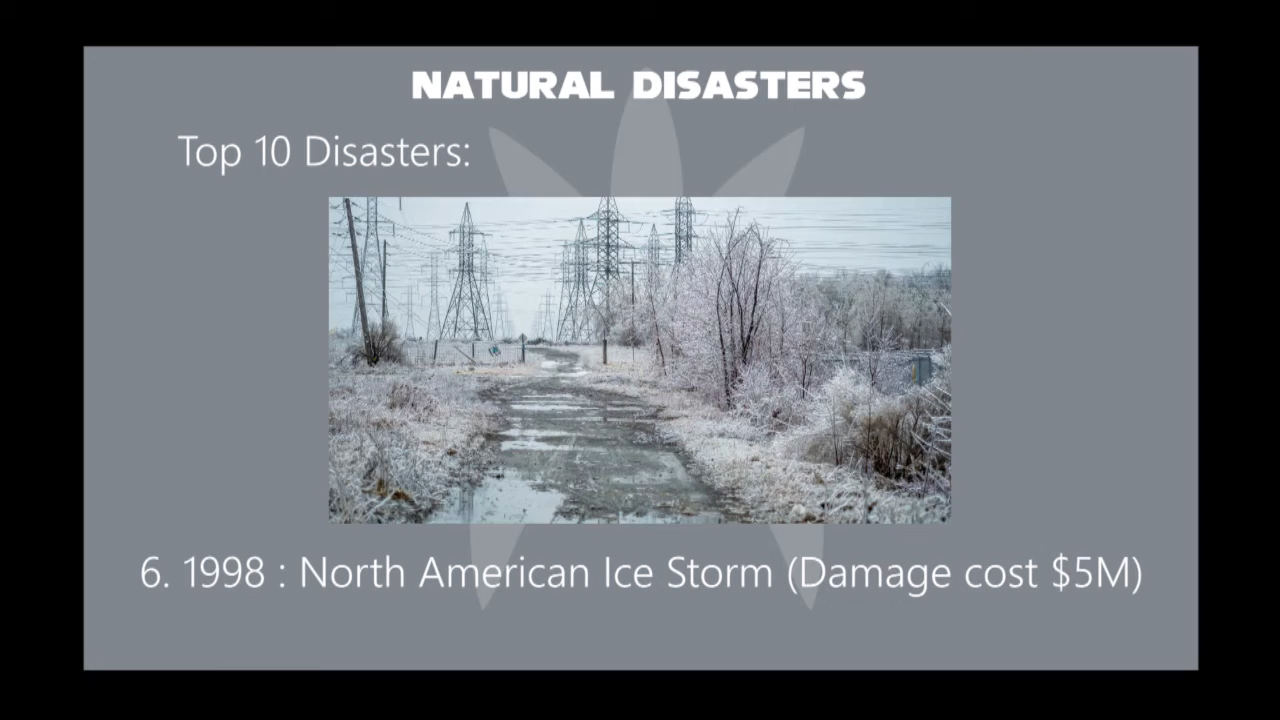 NATURAL DISASTERS
Top 10 Disasters:
6. 1998 : North American Ice Storm (Damage cost $5M)